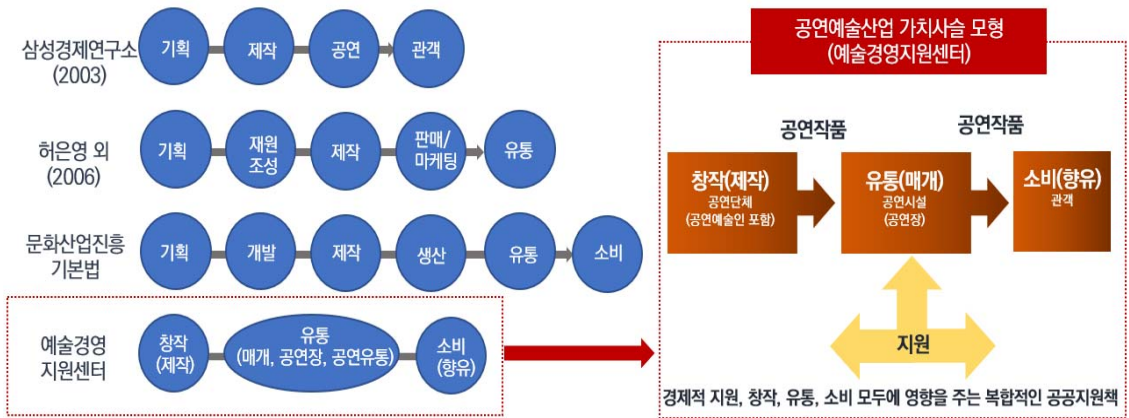 삼성경제연구소
(2003)
기획
제작
공연
관객
허은영 외
(2006)
기획
재원
조성
제작
판매/
마케팅
유통
문화산업진흥
기본법
기획
개발
제작
생산
유통
소비
예술경영
지원센터
창작
(제작)
유통
(매개, 공연장, 공연유통)
소비
(향유)
공연예술산업 가치사슬 모형
(예술경영지원센터)
공연작품
공연작품
창작(제작)
공연단체
(공연예술인 포함)
유통(매개)
공연시설
(공연장)
소비(향유)
관객
지원
경제적 지원, 창작, 유통, 소비 모두에 영향을 주는 복합적인 공공지원책